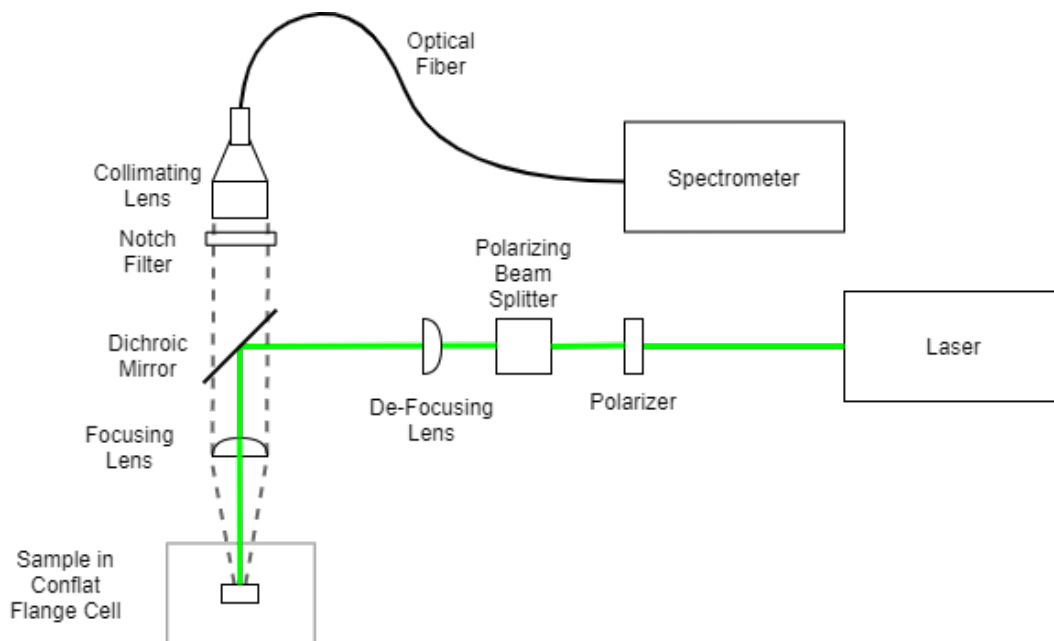 Optical
Fiber
Spectrometer
Collimating
Lens
Notch
Filter
Polarizing
Beam
Splitter
Laser
Dichroic
Mirror
De-Focusing
Lens
Polarizer
Focusing
Lens
Sample in
Conflat
Flange Cell